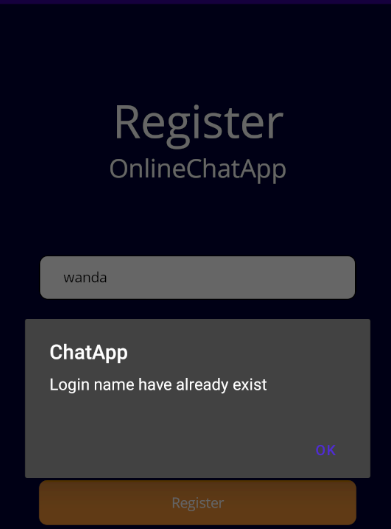 Register
OnlineChatApp
wanda
ChatApp
Login name have already exist
OK
Register